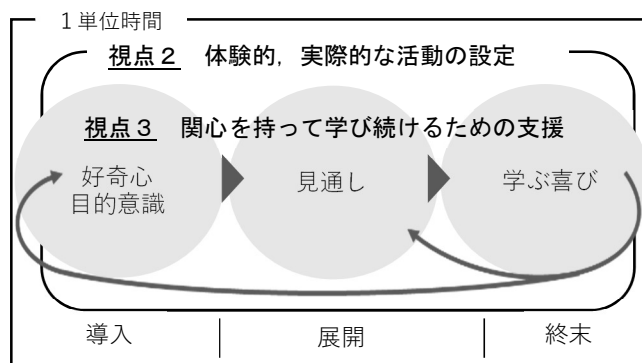 １単位時間
視点２　体験的，実際的な活動の設定
視点３　関心を持って学び続けるための支援
好奇心
目的意識
見通し
学ぶ喜び
導入
展開
終末